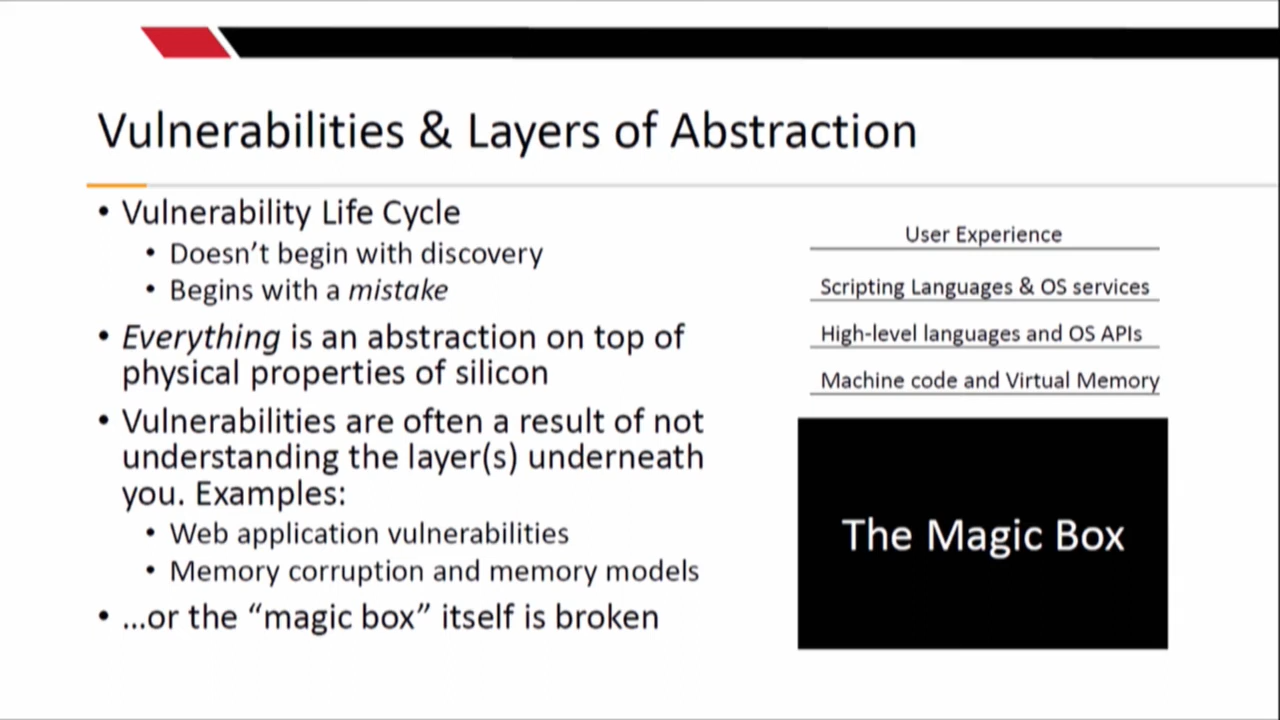 Vulnerabilities & Layers of Abstraction
• Vulnerability Life Cycle
• Doesn’t begin with discovery
• Begins with a mistake
• Everything is an abstraction on top of
physical properties of silicon
• Vulnerabilities are often a result of not
understanding the layer(s) underneath
you. Examples:
• Web application vulnerabilities
• Memory corruption and memory models
• …or the “magic box” itself is broken
User Experience
Scripting Languages & OS services
High-level languages and OS APIs
Machine code and Virtual Memory
The Magic Box